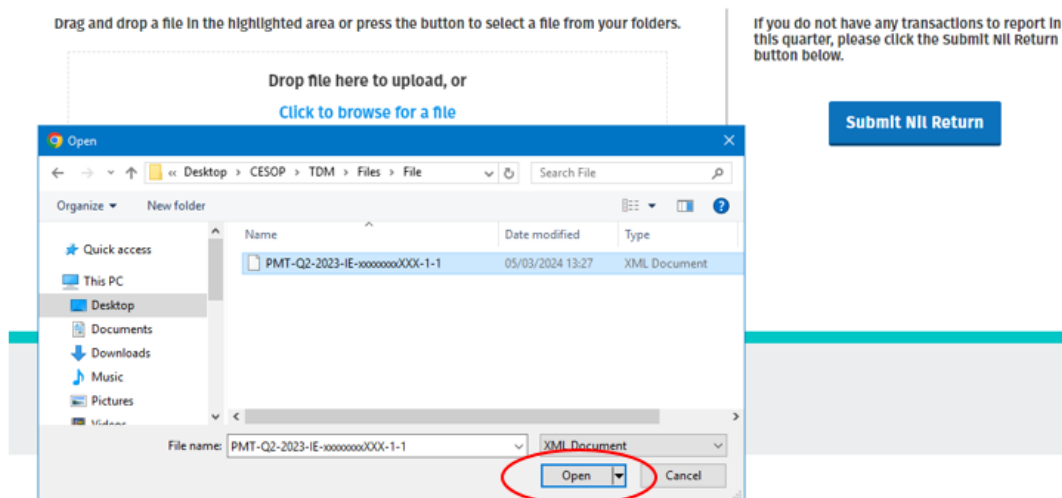 Drag and drop a file in the highlighted area or press the button to select a file from your folders.
If you do not have any transactions to report in
this quarter, please click the Submit Nil Return
button below.
Drop file here to upload, or
Click to browse for a file
Submit Nil Return
Open
« Desktop > CESOP > TDM > Files > File
Search File
Organize
New folder
Name
Date modified
Type
Quick access
PMT-Q2-2023-IE-xxxxxxxXXX-1-1
05/03/2024 13:27
XML Document
This PC
Desktop
Documents
Downloads
Music
Pictures
Videos
File name:
PMT-Q2-2023-IE-xxxxxxxXXX-1-1
XML Document
Open
Cancel